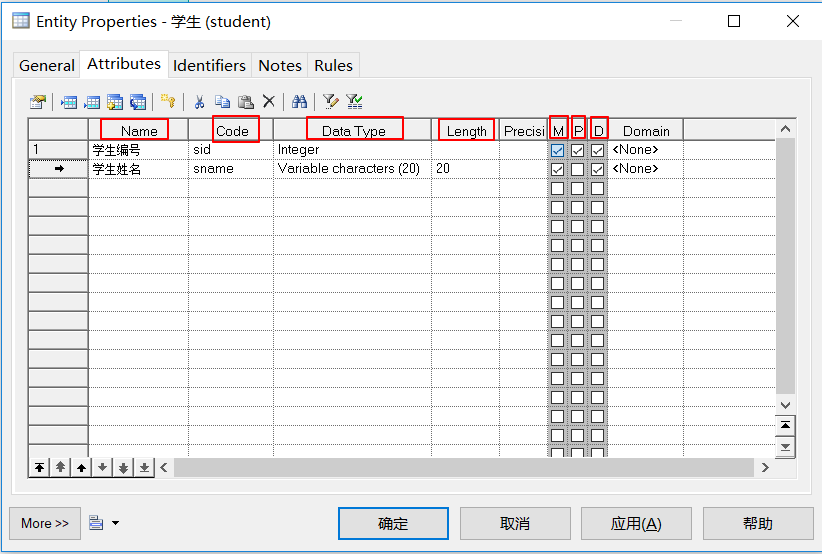 Entity Properties - 学生 (student)
General Attributes Identifiers Notes Rules
Name Code Data Type Length Precisi M P D Domain
1 学生编号 sid Integer <None>
学生姓名 sname Variable characters (20) 20 <None>
More >> 确定 取消 应用(A) 帮助